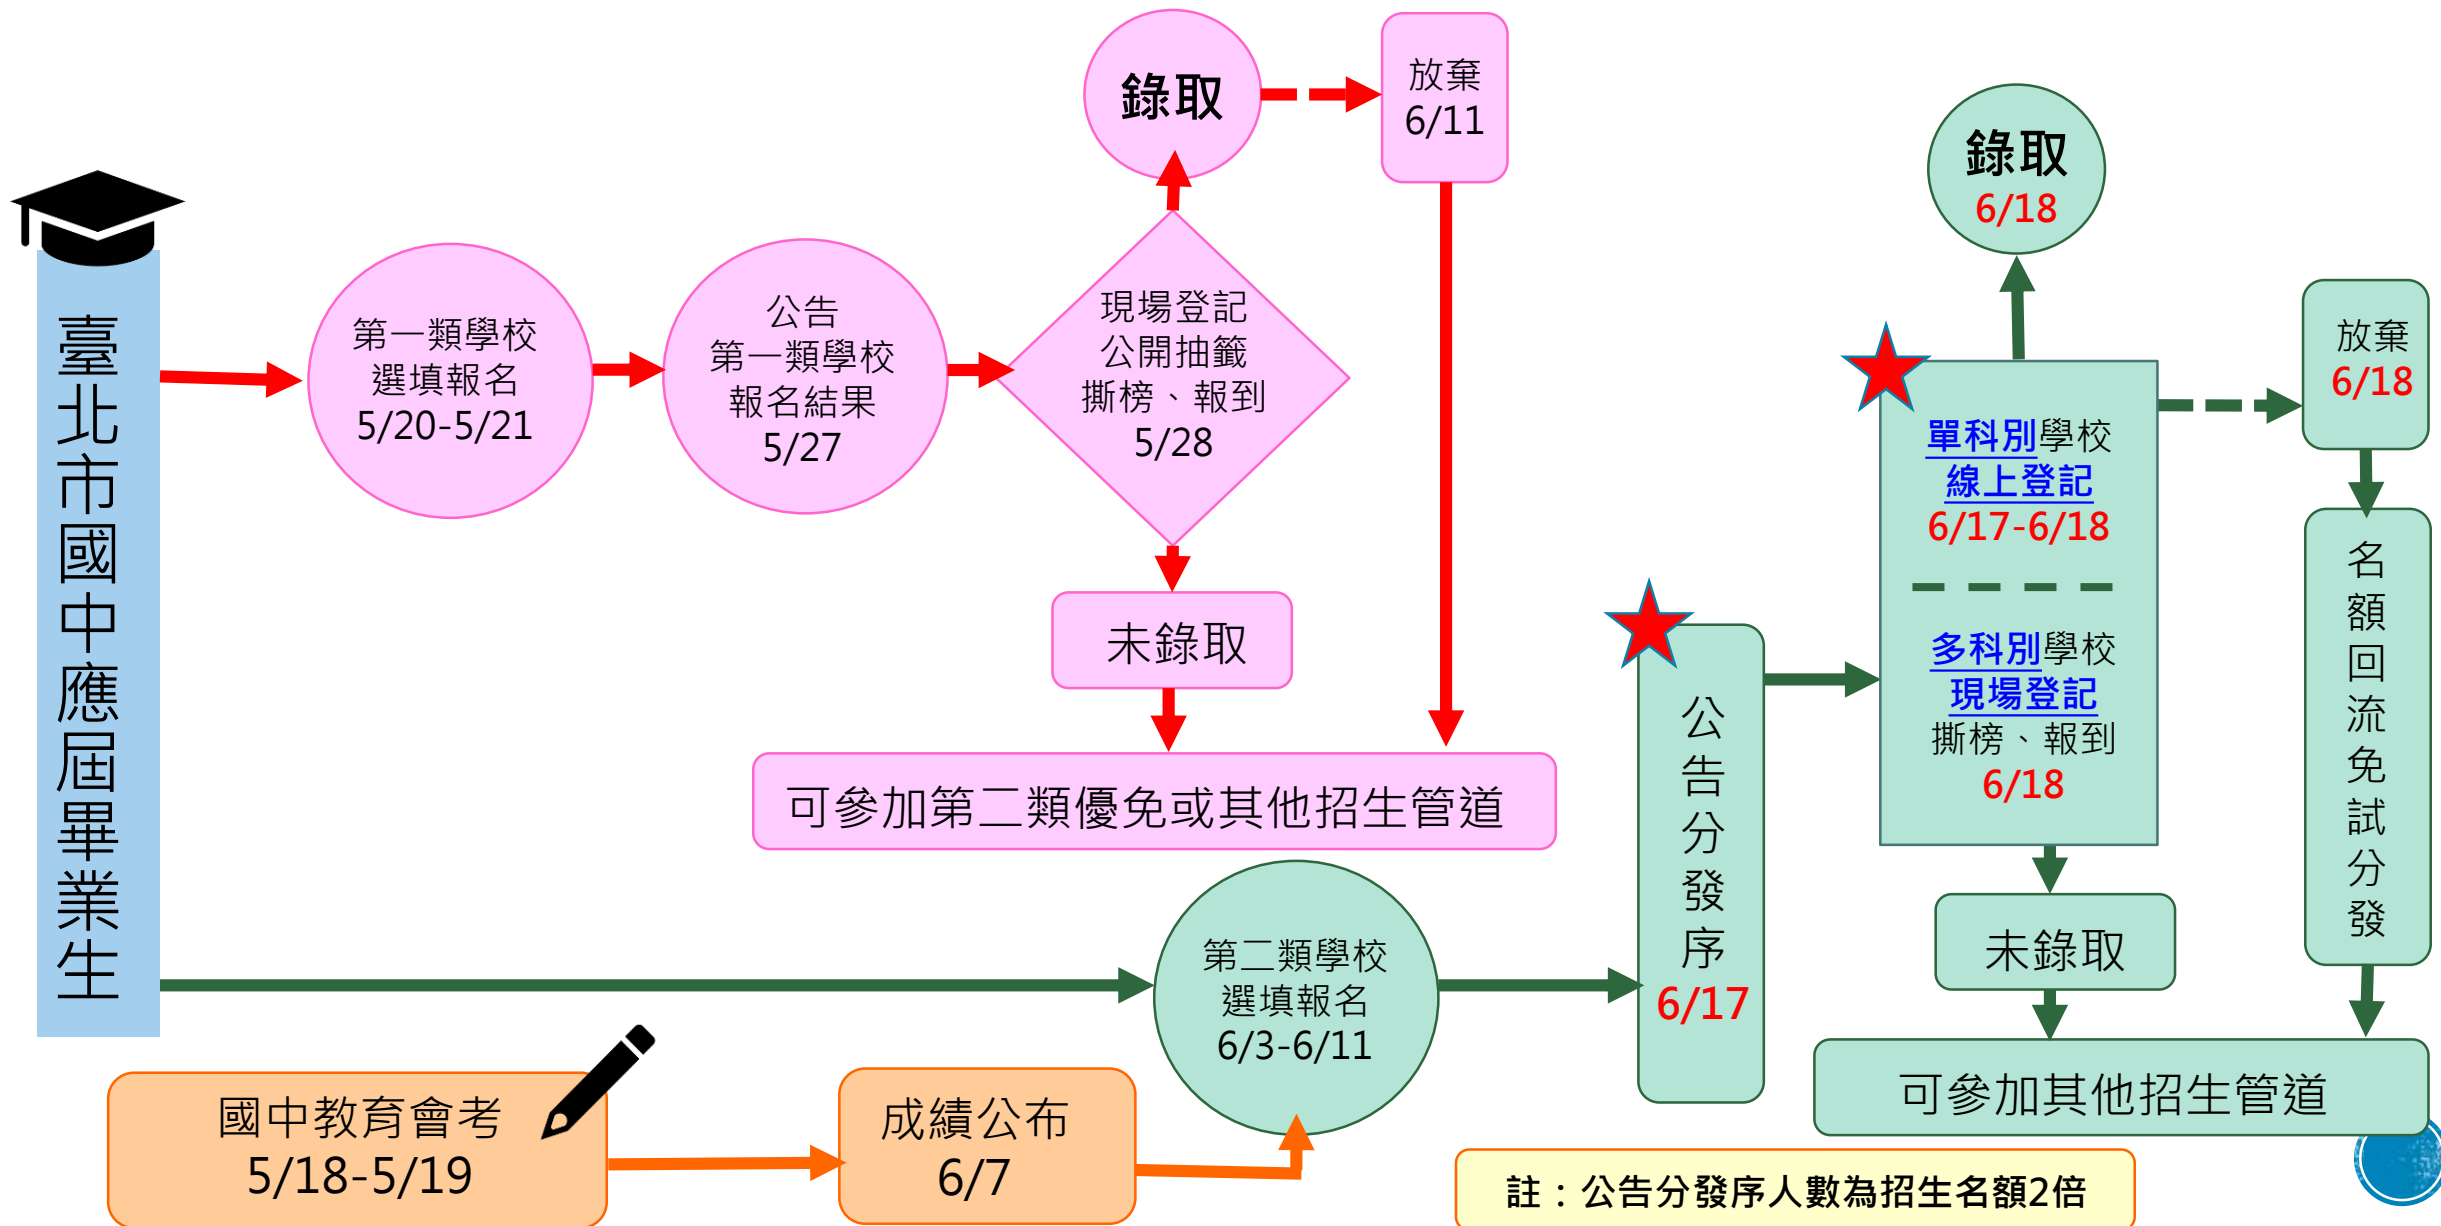 臺北市國中應屆畢業生
第一類學校
選填報名
5/20-5/21
公告
第一類學校
報名結果
5/27
現場登記
公開抽籤
撕榜、報到
5/28
錄取
放棄
6/11
未錄取
可參加第二類優免或其他招生管道
國中教育會考
5/18-5/19
成績公布
6/7
第二類學校
選填報名
6/3-6/11
公告分發序
6/17
單科別學校
線上登記
6/17-6/18
多科別學校
現場登記
撕榜、報到
6/18
錄取
6/18
放棄
6/18
名額回流免試分發
未錄取
可參加其他招生管道
註：公告分發序人數為招生名額2倍